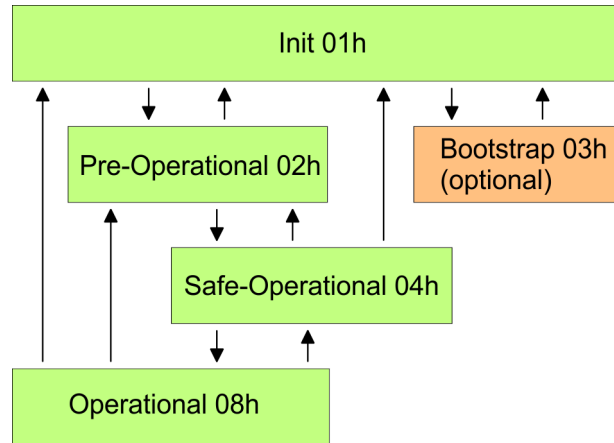 Init 01h
Pre-Operational 02h
Bootstrap 03h
(optional)
Safe-Operational 04h
Operational 08h